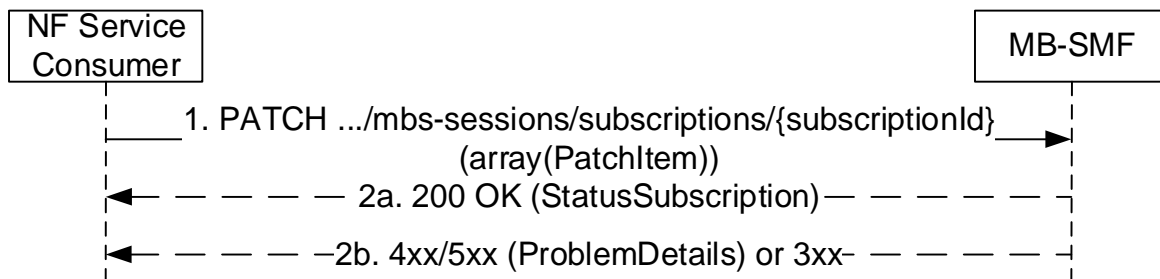 NF Service
Consumer
MB-SMF
1. PATCH .../mbs-sessions/subscriptions/{subscriptionId}
(array(PatchItem))
2a. 200 OK (StatusSubscription)
2b. 4xx/5xx (ProblemDetails) or 3xx